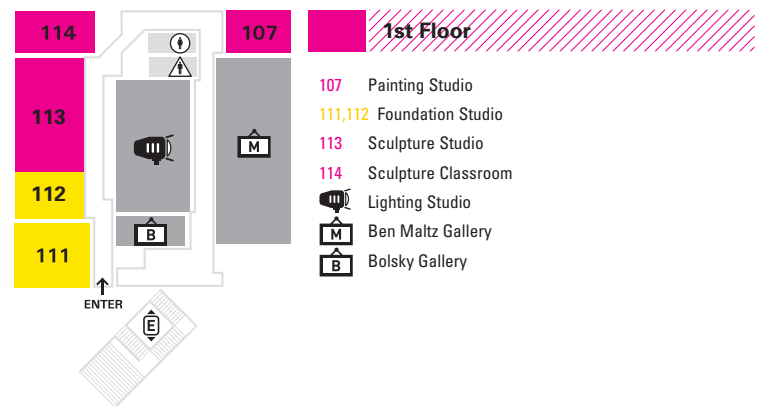 114
107
113
112
111
M
B
ENTER
E
1st Floor
107 Painting Studio
111,112 Foundation Studio
113 Sculpture Studio
114 Sculpture Classroom
Lighting Studio
M Ben Maltz Gallery
B Bolsky Gallery